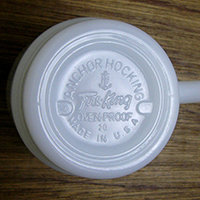 ANCHOR HOCKING
Fire-King
OVEN-PROOF
20
MADE IN U.S.A